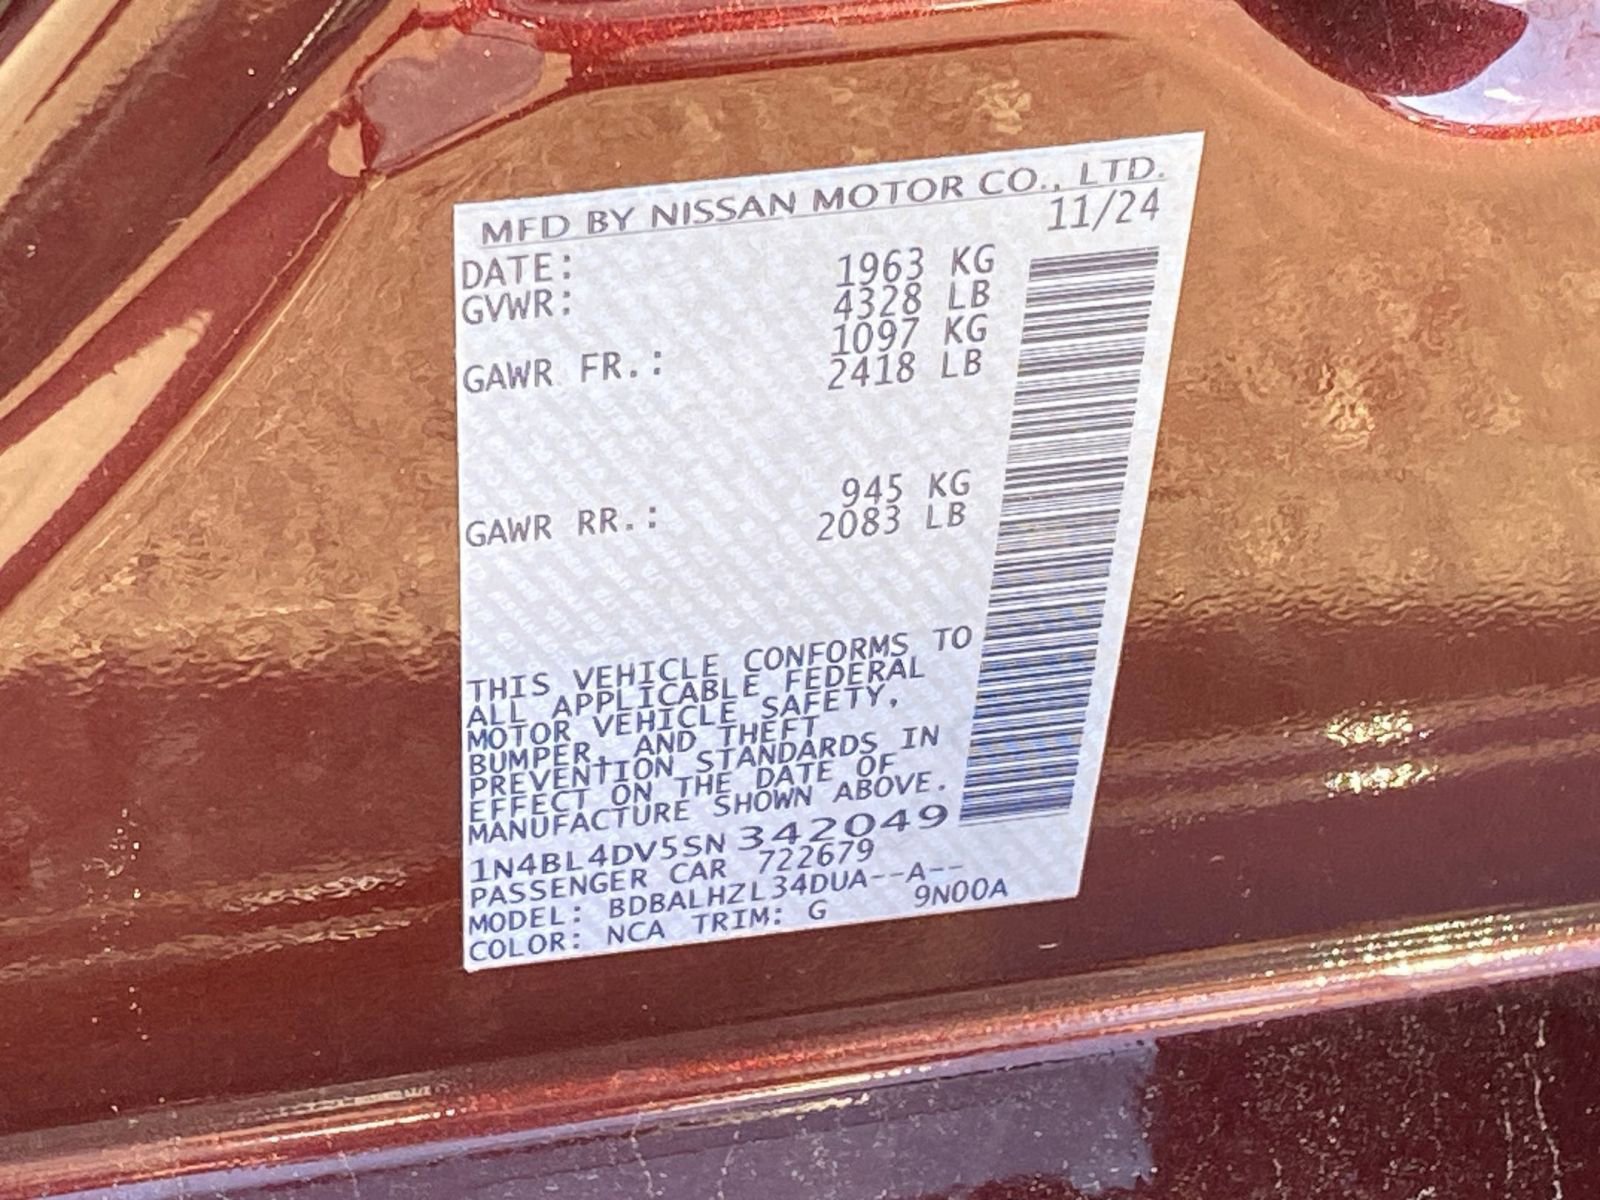 MFD BY NISSAN MOTOR CO., LTD.
DATE: 11/24
GVWR: 1963 KG
4328 LB
GAWR FR.: 1097 KG
2418 LB
GAWR RR.: 945 KG
2083 LB
THIS VEHICLE CONFORMS TO
ALL APPLICABLE FEDERAL
MOTOR VEHICLE SAFETY,
BUMPER, AND THEFT
PREVENTION STANDARDS IN
EFFECT ON THE DATE OF
MANUFACTURE SHOWN ABOVE.
1N4BL4DV5SN342049
PASSENGER CAR 722679
MODEL: BDBALHZL34DUA--A--
COLOR: NCA TRIM: G 9N00A